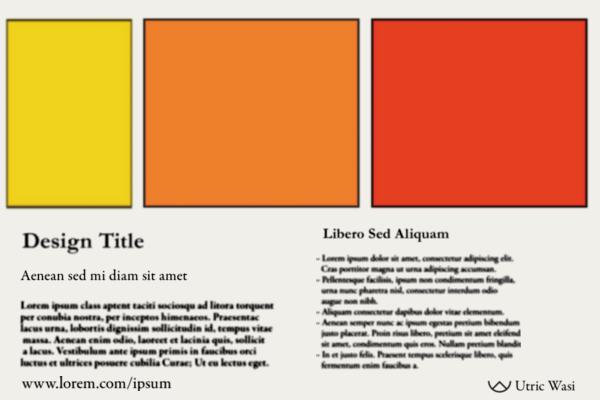 Design Title
Aenean sed mi diam sit amet
Lorem ipsum class aptent taciti sociosqu ad litora torquent
per conubia nostra, per inceptos himenaeos. Praesentac
lacus urna, lobortis dignissim sollicitudin id, tempus vitae
massa. Aenean enim odio, laoreet et lacinia quis, sollicit
a lacus. Vestibulum ante ipsum primis in faucibus orci
luctus et ultrices posuere cubilia Curae; Ut eu lectus eget.
www.lorem.com/ipsum
Libero Sed Aliquam
- Lorem ipsum dolor sit amet, consectetur adipiscing elit.
Cras porttitor magna ut urna adipiscing accumsan.
- Pellentesque facilisis, ipsum non condimentum fringilla,
urna nunc pharetra nisl, consectetur interdum odio
augue non nibh.
- Aliquam consectetur dapibus dolor vitae elementum.
- Aenean semper nunc ac ipsum egestas pretium bibendum
justo placerat. Proin risus libero, pretium sit amet eleifend
sit amet, condimentum quis eros. Nullam pretium blandit
- In et justo felis. Praesent tempus scelerisque libero, quis
fermentum enim faucibus a.
Utric Wasi